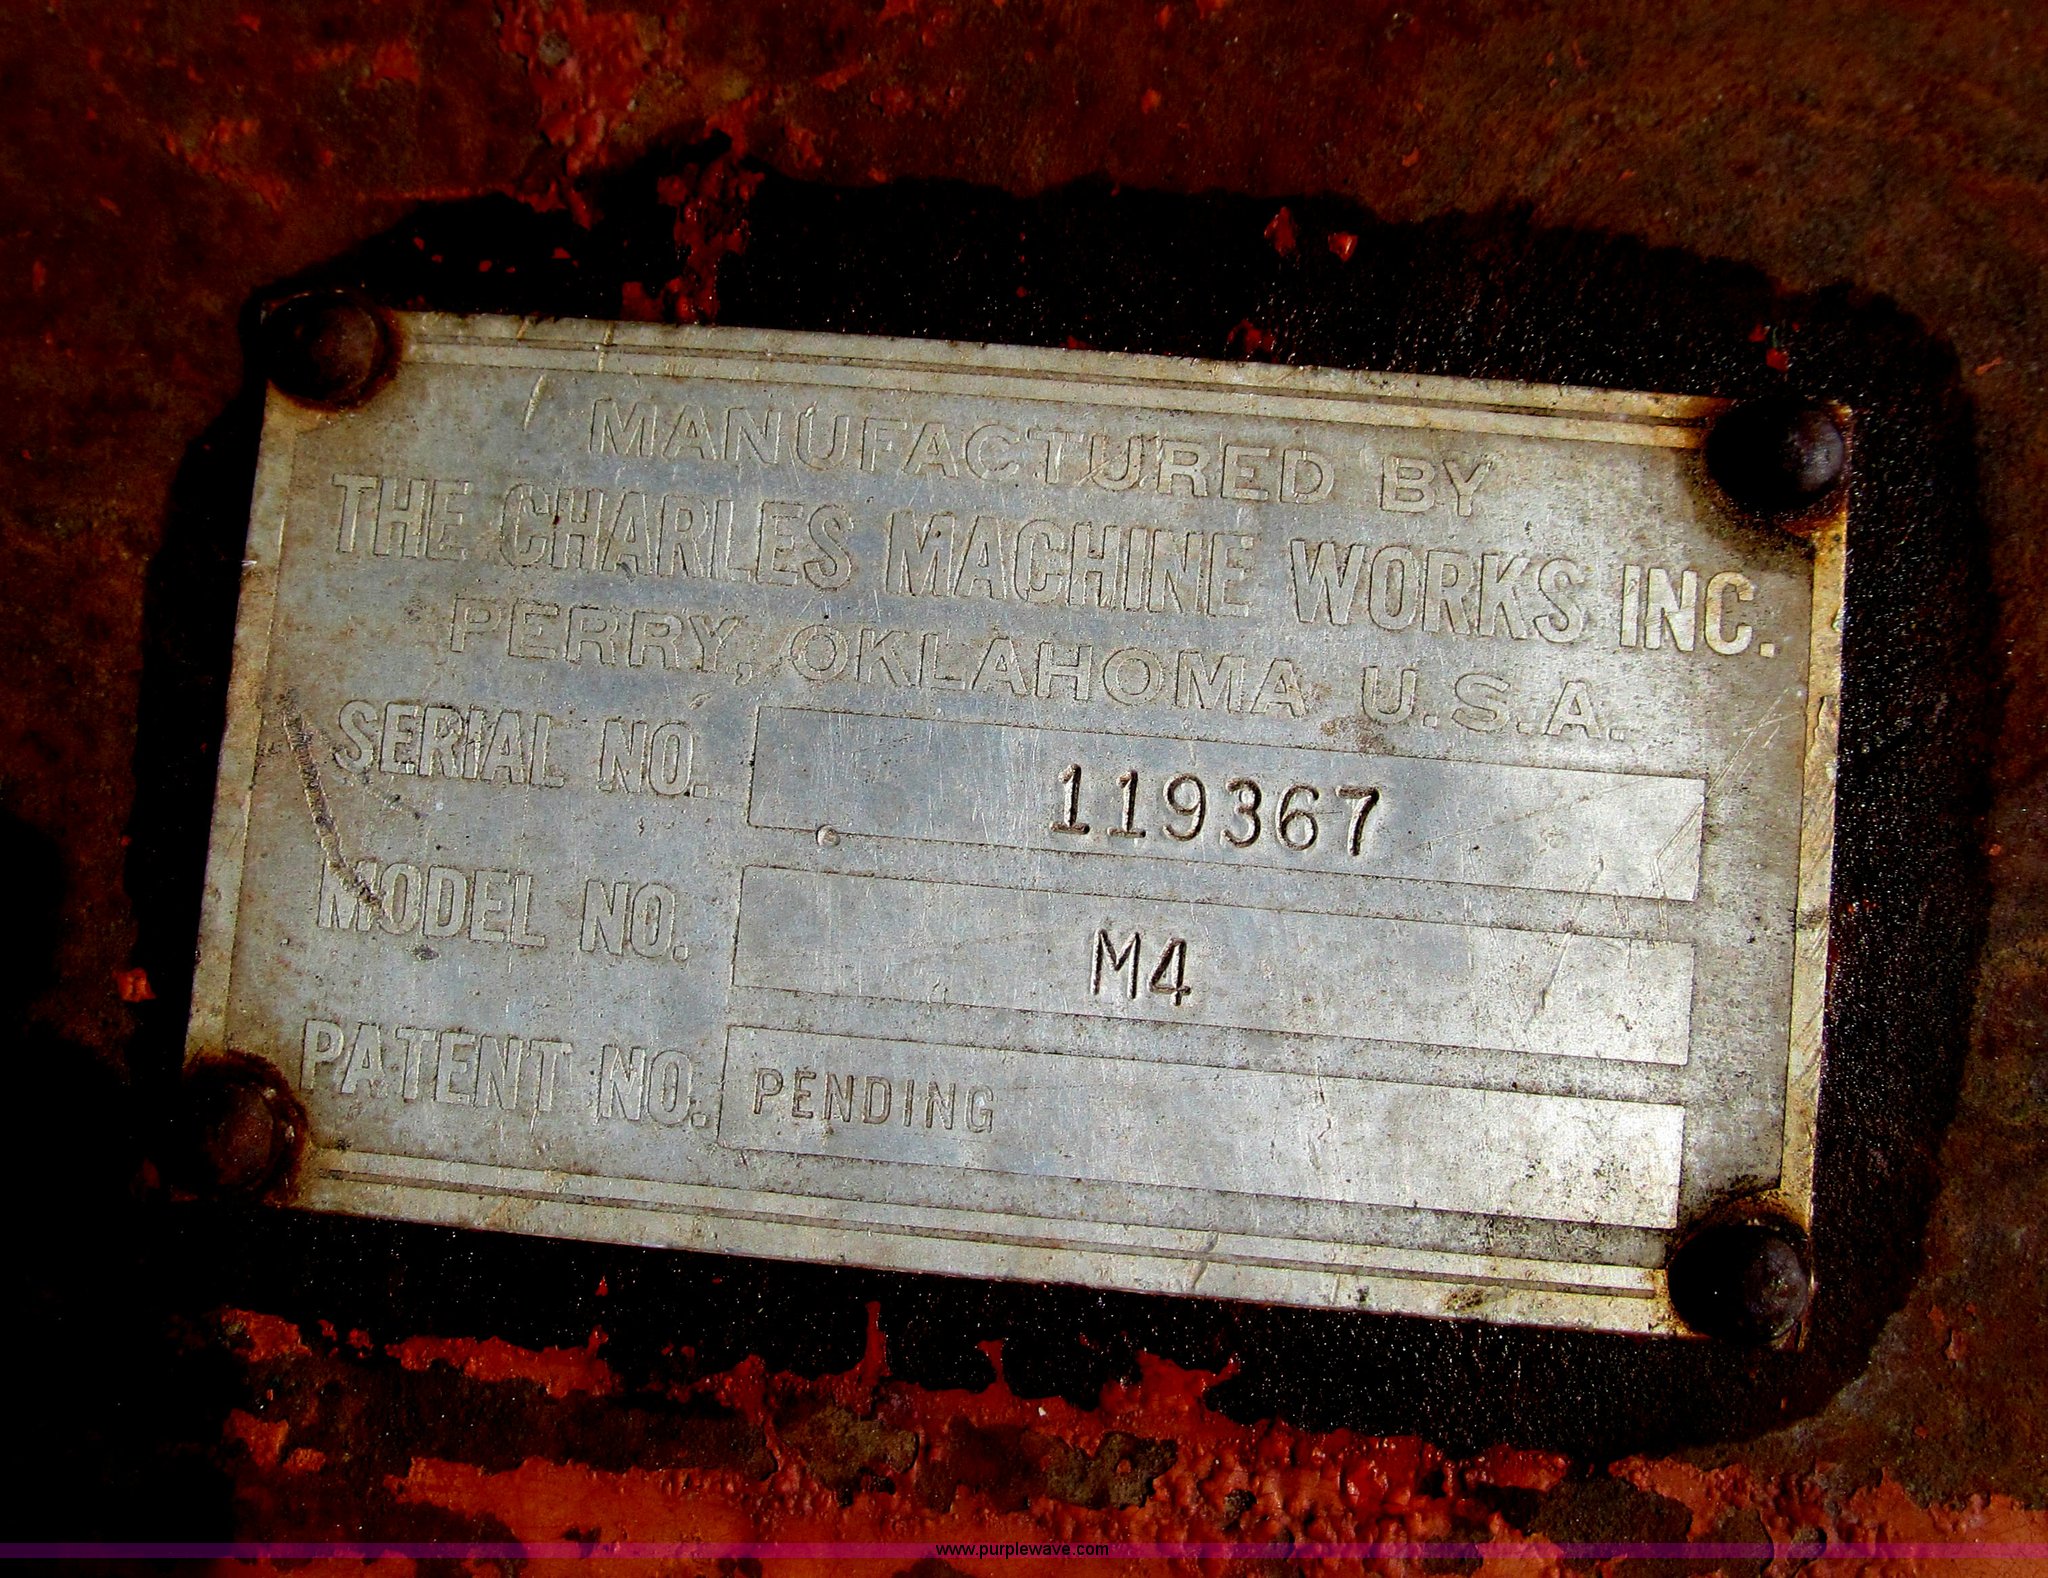 MANUFACTURED BY
THE CHARLES MACHINE WORKS INC.
PERRY, OKLAHOMA U.S.A.
SERIAL NO. 119367
MODEL NO. M4
PATENT NO. PENDING
www.purplewave.com